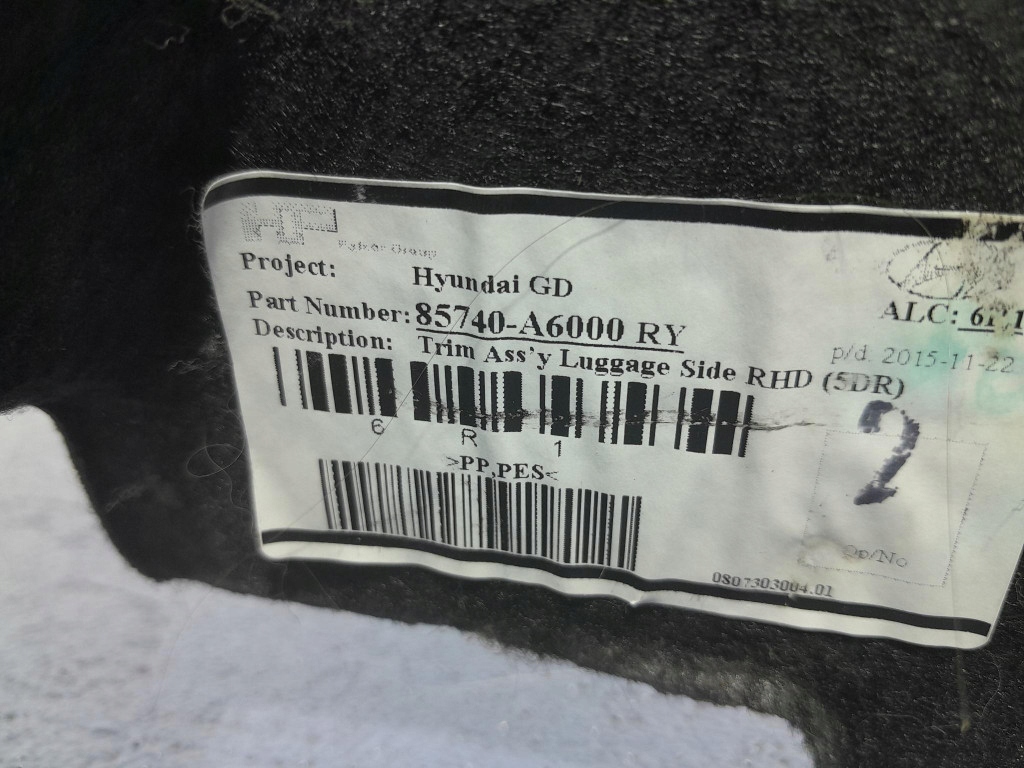 HF
Project: Hyundai GD
Part Number: 85740-A6000 RY
ALC:
Description: Trim Ass'y Luggage Side RHD (5DR)
p/d. 2015-11-22
6 R 1
2
>PP,PES<
Op/No
0807303004.01